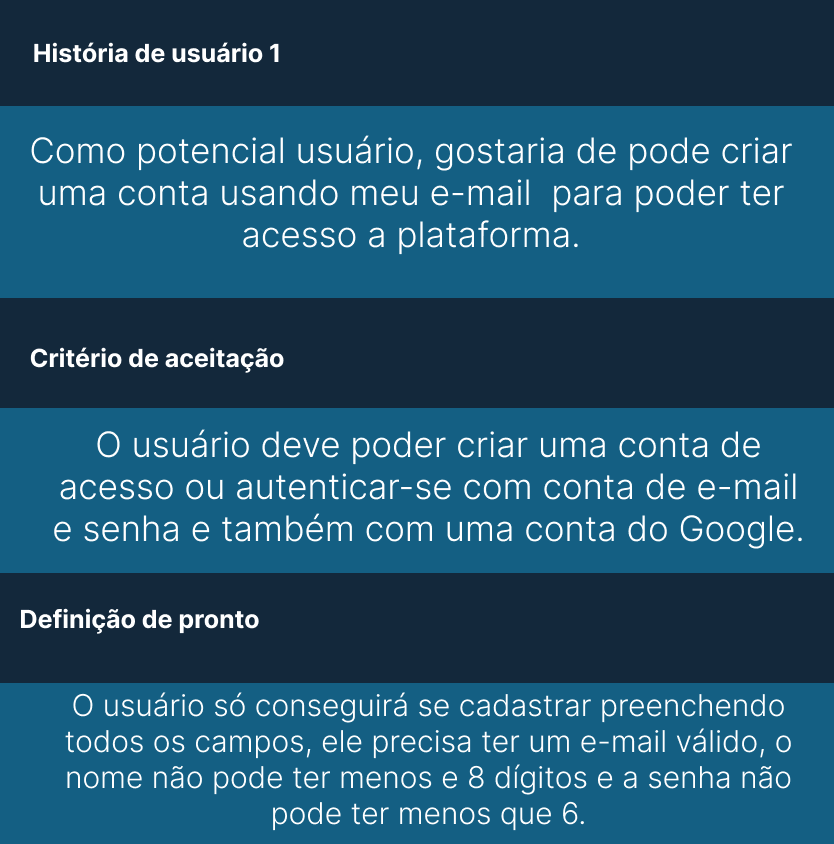 História de usuário 1
Como potencial usuário, gostaria de pode criar
uma conta usando meu e-mail  para poder ter
acesso a plataforma.
Critério de aceitação
O usuário deve poder criar uma conta de
acesso ou autenticar-se com conta de e-mail
e senha e também com uma conta do Google.
Definição de pronto
O usuário só conseguirá se cadastrar preenchendo
todos os campos, ele precisa ter um e-mail válido, o
nome não pode ter menos e 8 dígitos e a senha não
pode ter menos que 6.